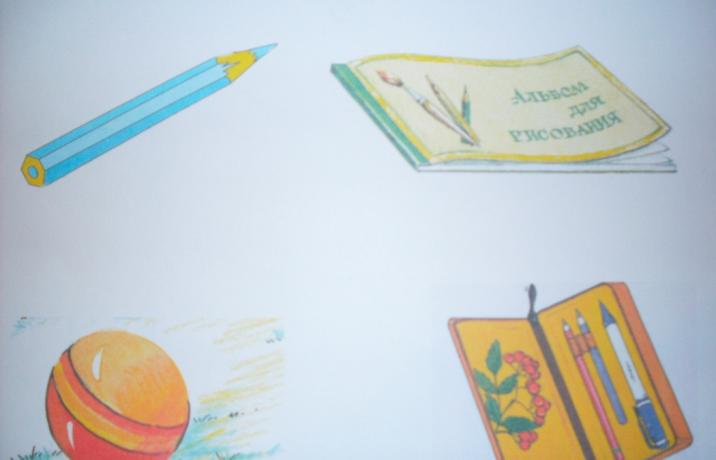 Альбом
для
рисования